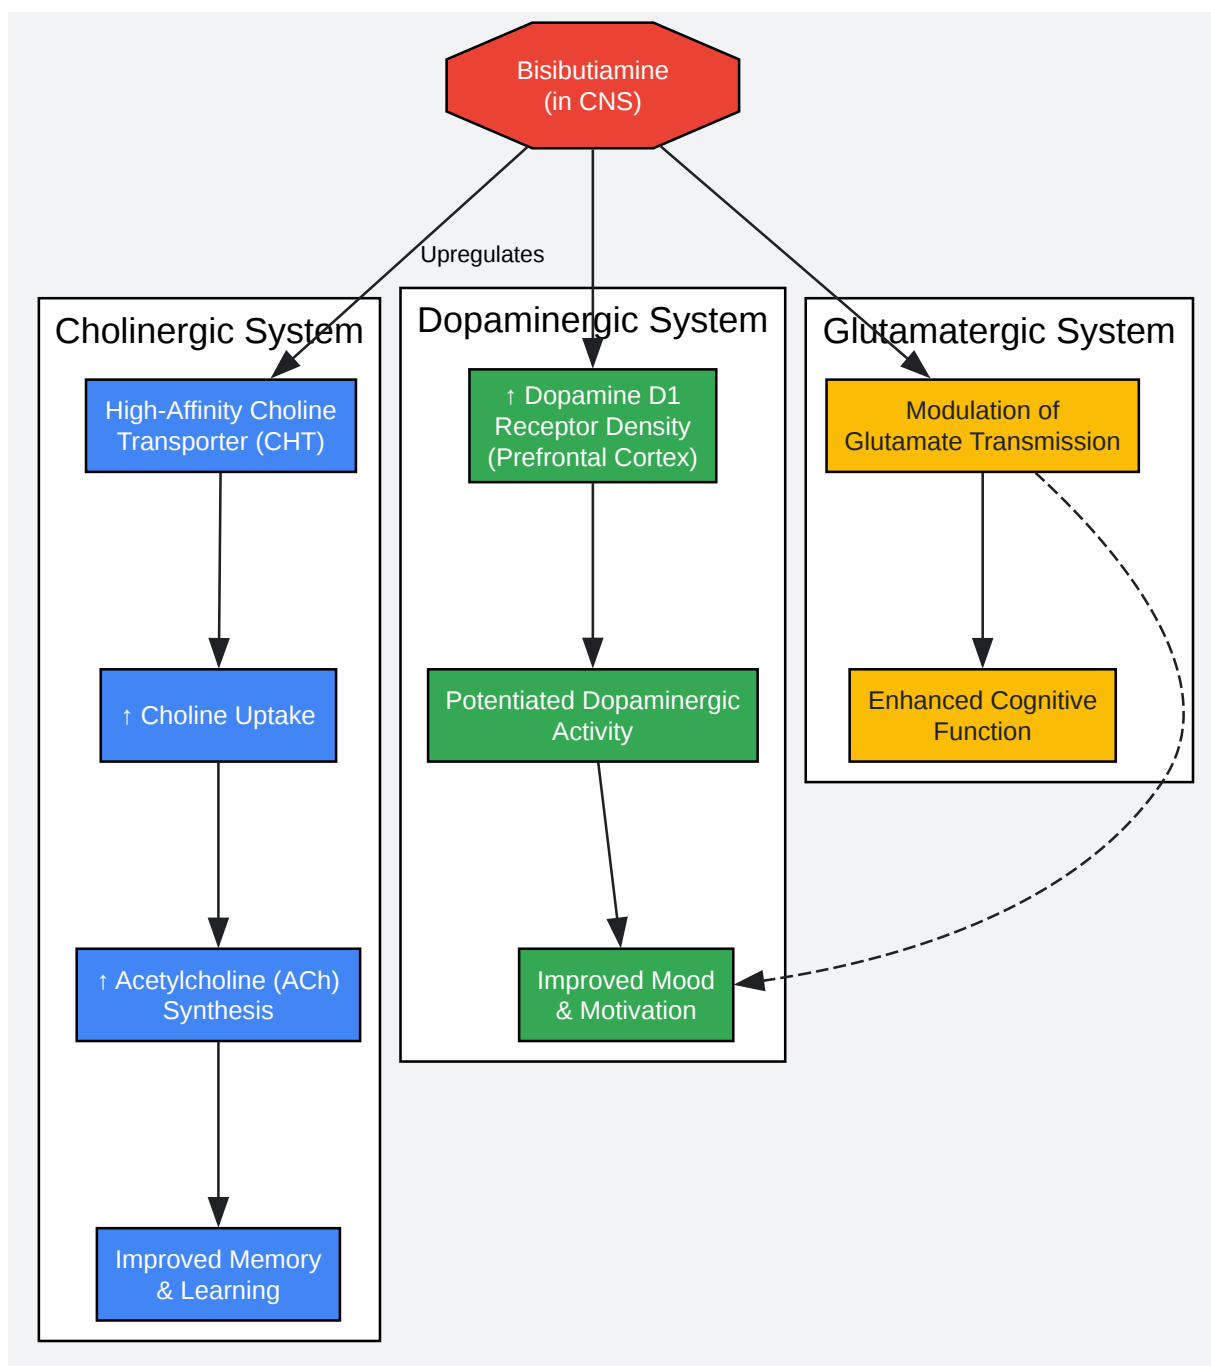 Bisibutiamine
(in CNS)
Upregulates
Cholinergic System
High-Affinity Choline
Transporter (CHT)
↑ Choline Uptake
↑ Acetylcholine (ACh)
Synthesis
Improved Memory
& Learning
Dopaminergic System
↑ Dopamine D1
Receptor Density
(Prefrontal Cortex)
Potentiated Dopaminergic
Activity
Improved Mood
& Motivation
Glutamatergic System
Modulation of
Glutamate Transmission
Enhanced Cognitive
Function